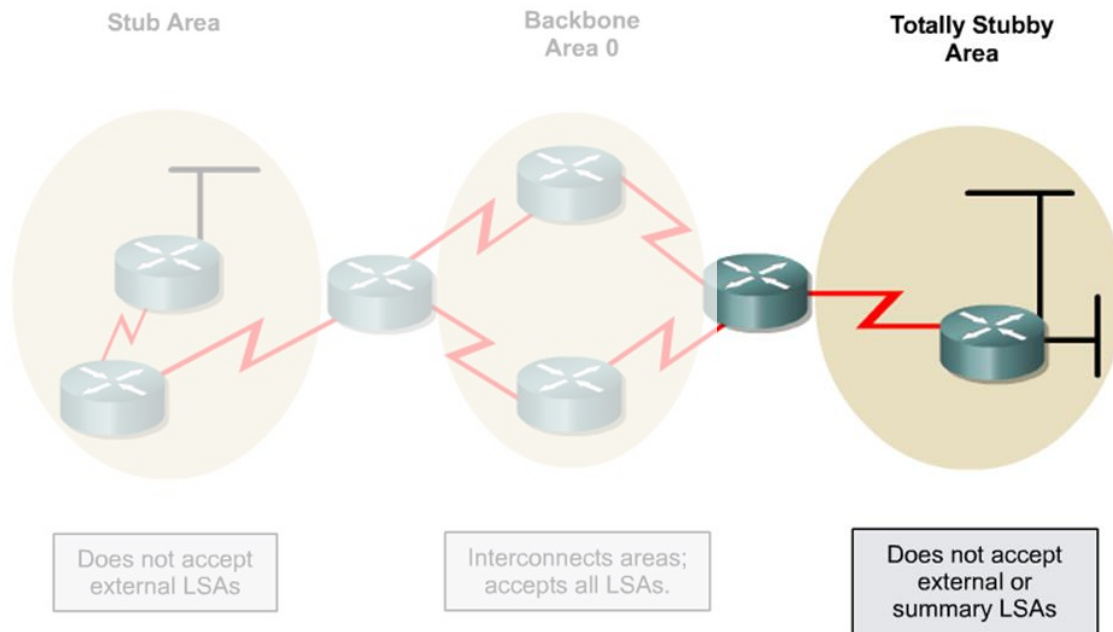 Stub Area
Backbone
Area 0
Totally Stubby
Area
Does not accept
external LSAs
Interconnects areas;
accepts all LSAs.
Does not accept
external or
summary LSAs